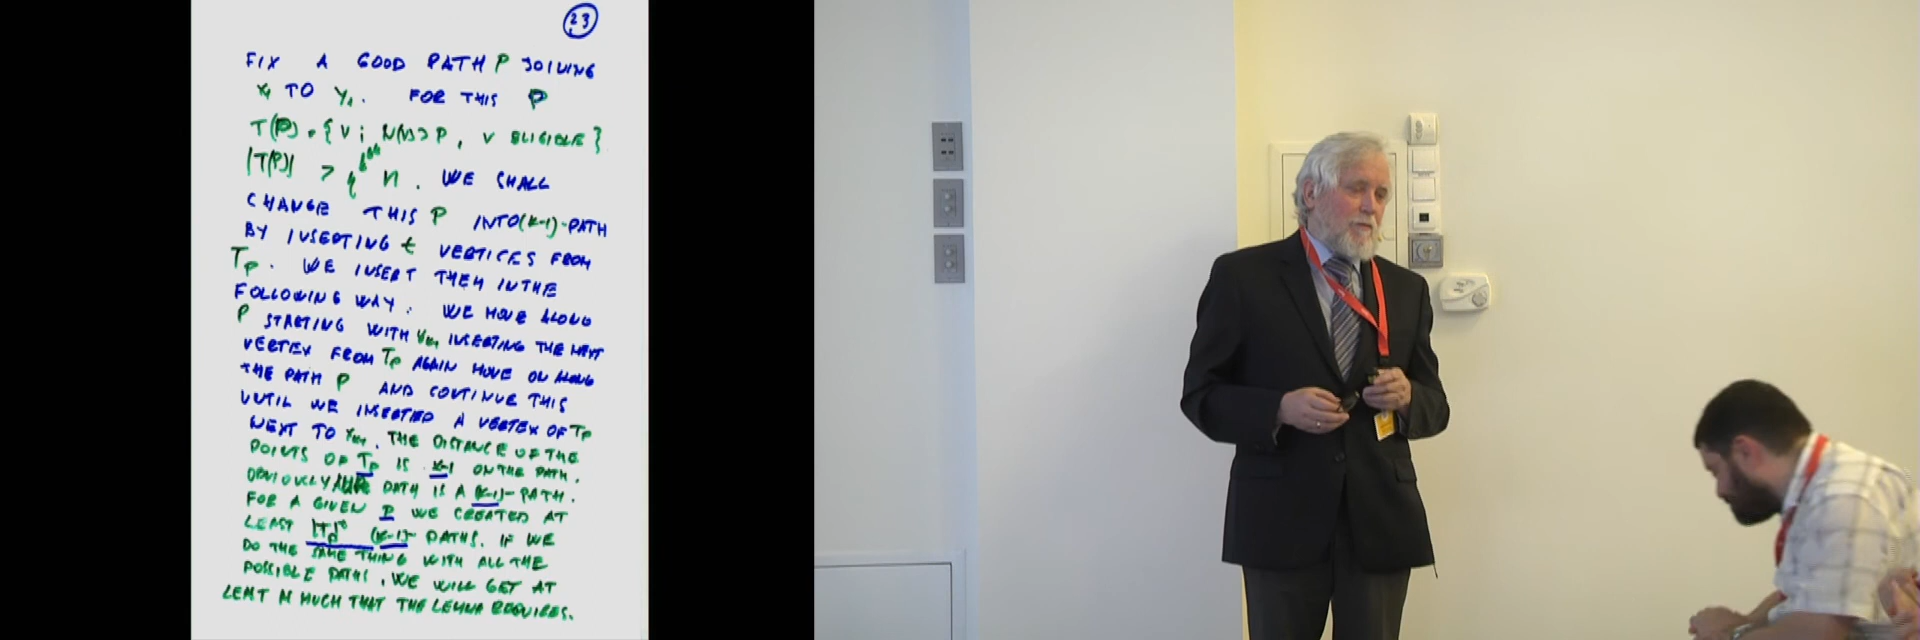 23
FIX A GOOD PATH P JOINING
x₁ TO y₁. FOR THIS P
T(P) = { V ; N(V) ⊃ P, V ELIGIBLE }
|T(P)| > n. WE SHALL
CHANGE THIS P INTO (K-1)-PATH
BY INSERTING t VERTICES FROM
T_P. WE INSERT THEM IN THE
FOLLOWING WAY: WE MOVE ALONG
P STARTING WITH INSERTING THE NEXT
VERTEX FROM T_P AGAIN MOVE ON ALONG
THE PATH P AND CONTINUE THIS
UNTIL WE INSERTED A VERTEX OF T_P
NEXT TO . THE DISTANCE OF THE
POINTS OF T_P IS K-1 ON THE PATH.
OBVIOUSLY PATH IS A (K-1)-PATH.
FOR A GIVEN P WE CREATED AT
LEAST |T_P|^t (K-1)- PATHS. IF WE
DO THE SAME THING WITH ALL THE
POSSIBLE PATHS, WE WILL GET AT
LEAST MUCH THAT THE LEMMA REQUIRES.